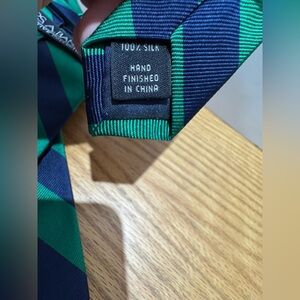 100% SILK
HAND
FINISHED
IN CHINA